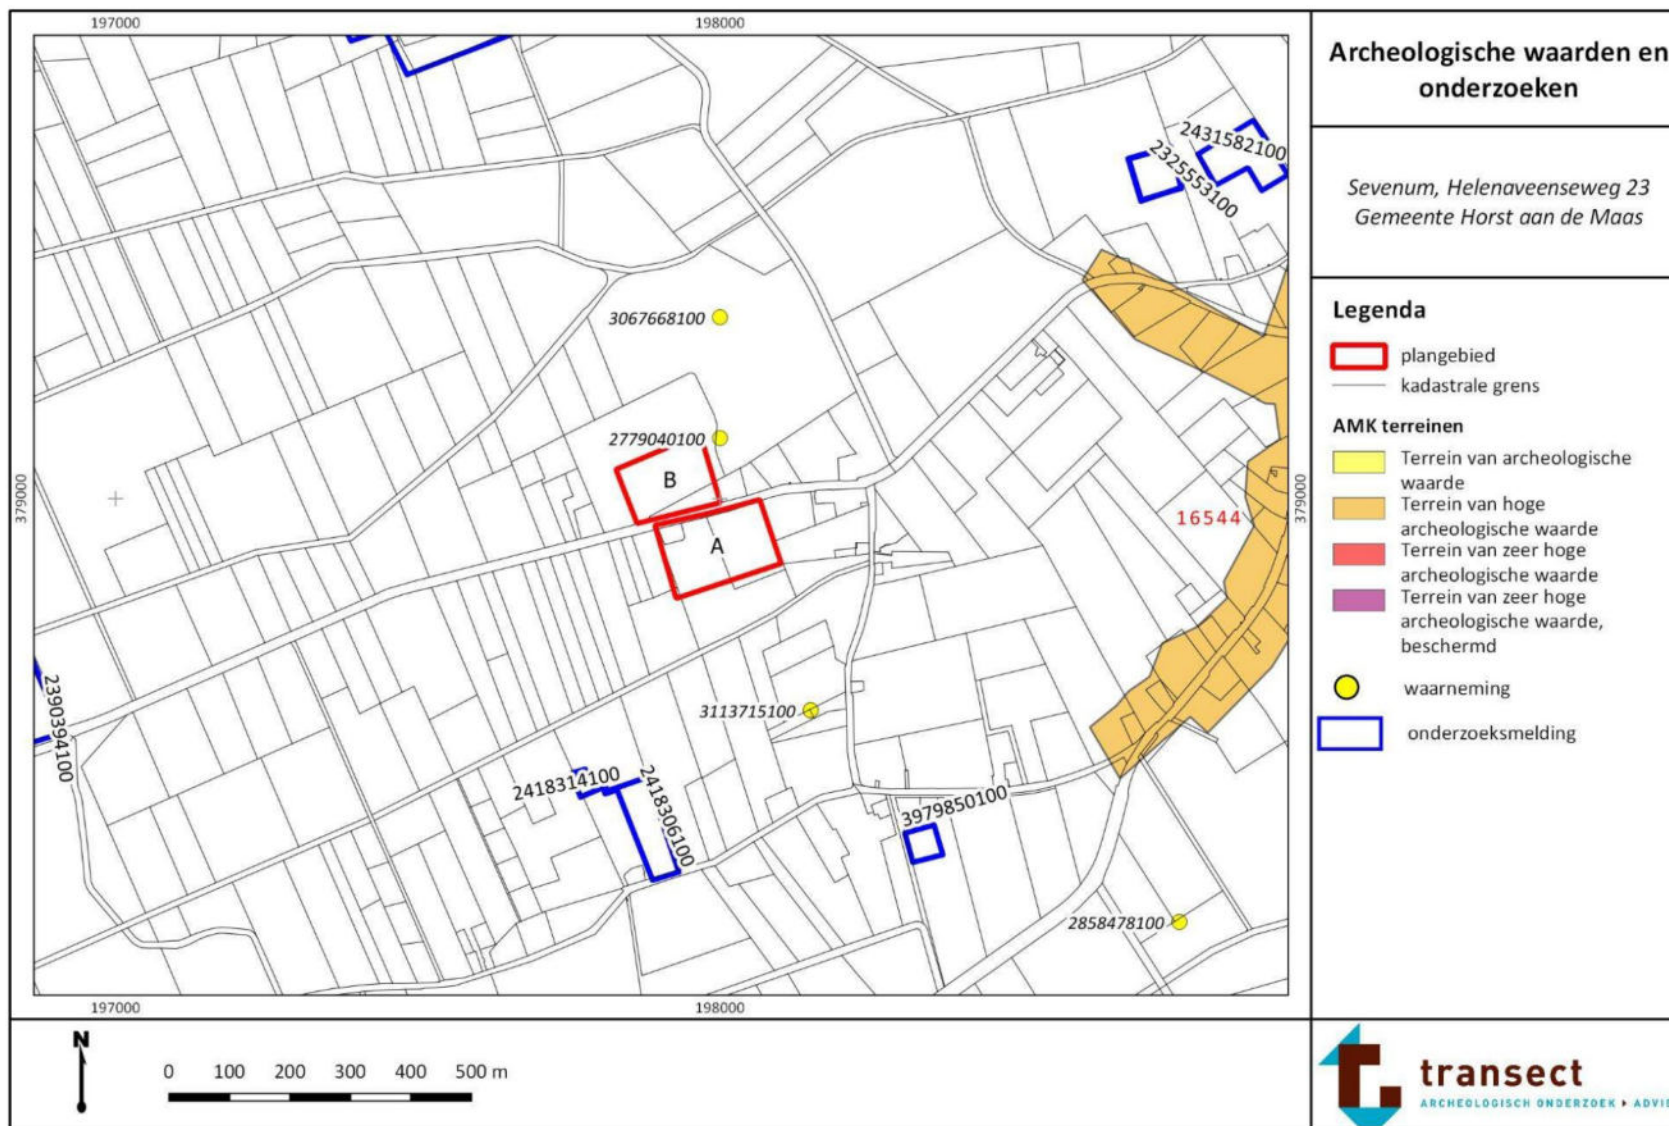 197000
198000
Archeologische waarden en
onderzoeken
2431582100
2325553100
Sevenum, Helenaveenseweg 23
Gemeente Horst aan de Maas
Legenda
3067668100
plangebied
kadastrale grens
AMK terreinen
2779040100
Terrein van archeologische
waarde
B
379000
379000
Terrein van hoge
archeologische waarde
16544
A
Terrein van zeer hoge
archeologische waarde
Terrein van zeer hoge
archeologische waarde,
beschermd
waarneming
2390394100
3113715100
onderzoeksmelding
2418314100
2418306100
3979850100
2858478100
197000
198000
N
0 100 200 300 400 500 m
transect
ARCHEOLOGISCH ONDERZOEK ▸ ADVIE